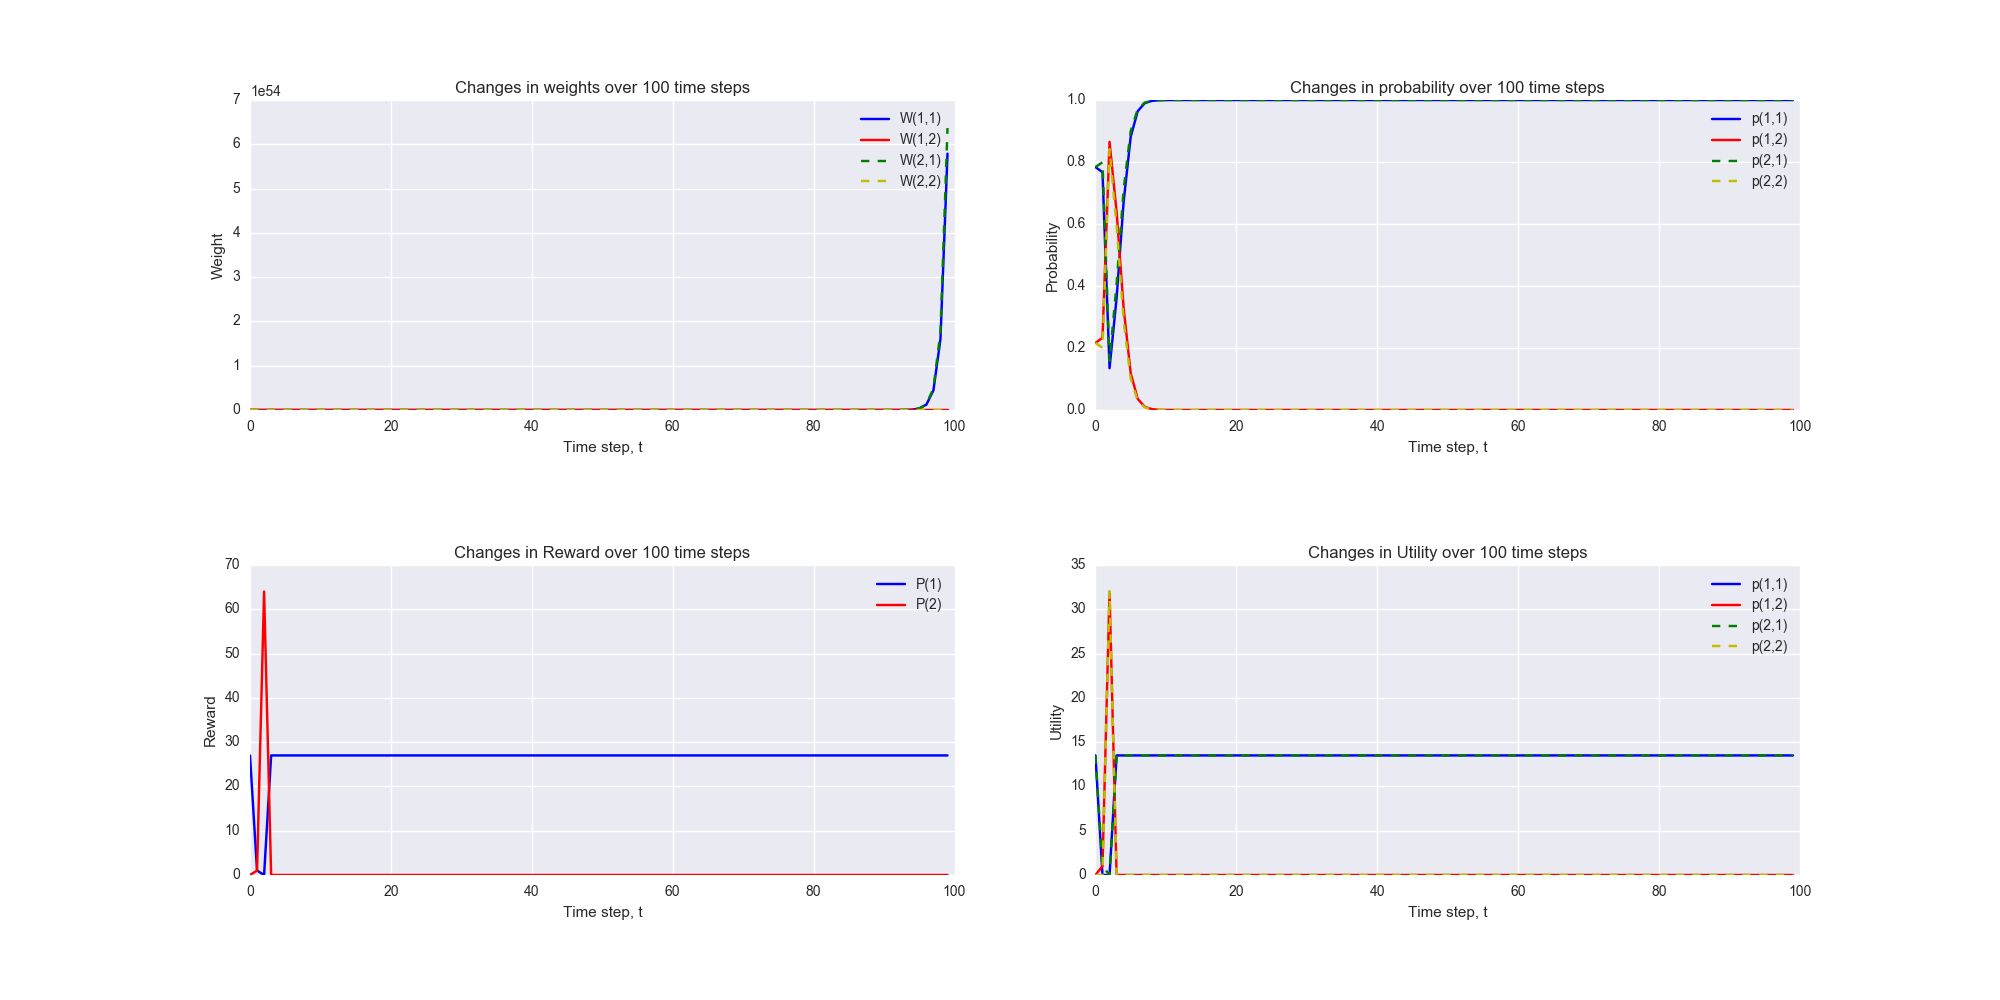 Changes in weights over 100 time steps
1e54
7
6
5
4
3
2
1
0
Weight
W(1,1)
W(1,2)
W(2,1)
W(2,2)
0 20 40 60 80 100
Time step, t
Changes in probability over 100 time steps
1.0
0.8
0.6
0.4
0.2
0.0
Probability
p(1,1)
p(1,2)
p(2,1)
p(2,2)
0 20 40 60 80 100
Time step, t
Changes in Reward over 100 time steps
70
60
50
40
30
20
10
0
Reward
P(1)
P(2)
0 20 40 60 80 100
Time step, t
Changes in Utility over 100 time steps
35
30
25
20
15
10
5
0
Utility
p(1,1)
p(1,2)
p(2,1)
p(2,2)
0 20 40 60 80 100
Time step, t